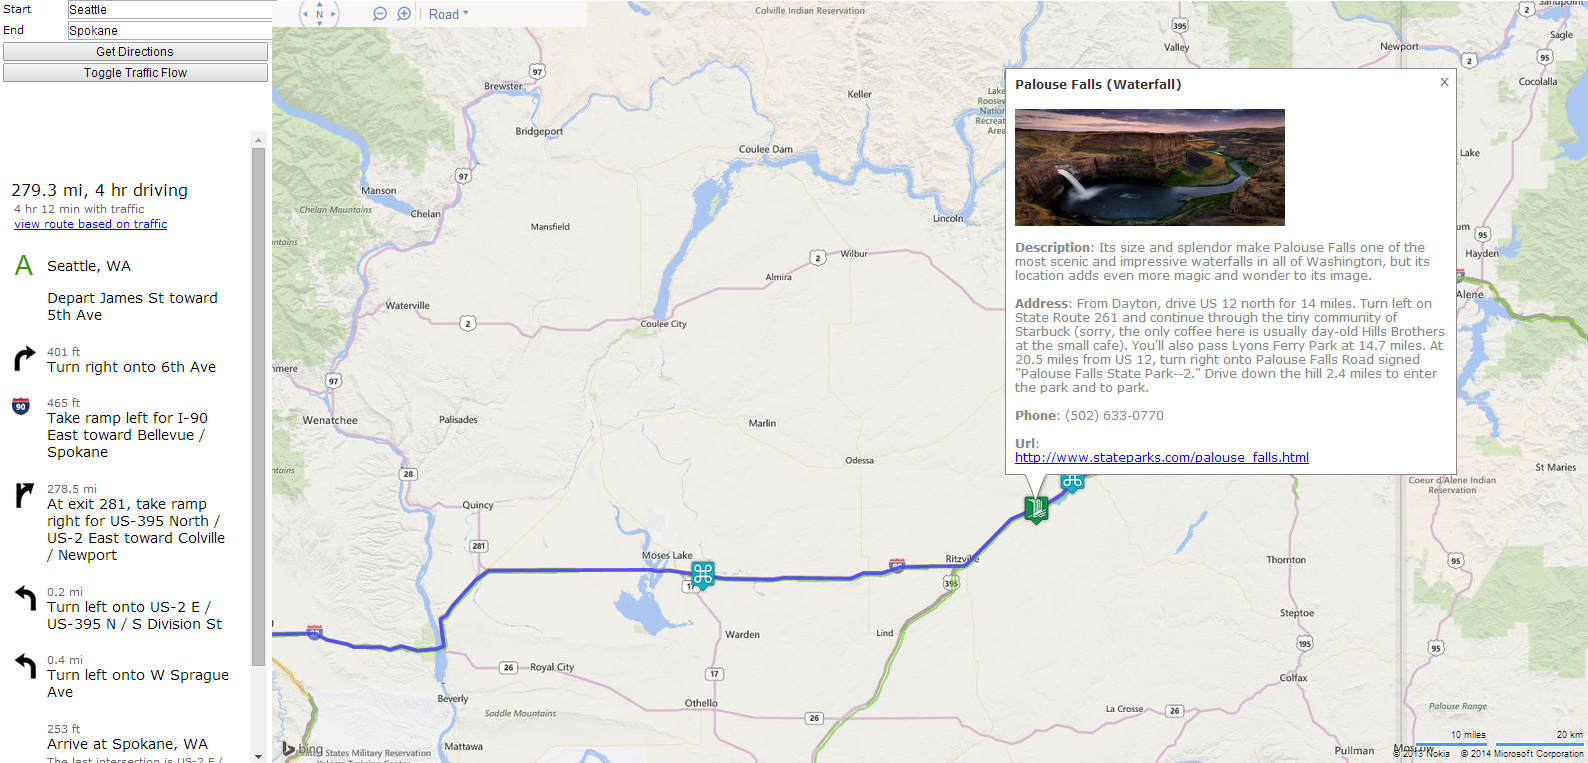 Start
Seattle
End
Spokane
Get Directions
Toggle Traffic Flow
279.3 mi, 4 hr driving
4 hr 12 min with traffic
view route based on traffic
A
Seattle, WA
Depart James St toward
5th Ave
401 ft
Turn right onto 6th Ave
90
465 ft
Take ramp left for I-90
East toward Bellevue /
Spokane
278.5 mi
At exit 281, take ramp
right for US-395 North /
US-2 East toward Colville
/ Newport
0.2 mi
Turn left onto US-2 E /
US-395 N / S Division St
0.4 mi
Turn left onto W Sprague
Ave
253 ft
Arrive at Spokane, WA
The last intersection is US-2 E /
N
Road
Colville Indian Reservation
395
Valley
Newport
2
Sandpoint
Sagle
2
95
Cocolalla
97
Brewster
Keller
Lake
Roosevelt
National
Recreation
Area
Bridgeport
Coulee Dam
97
Manson
Chelan
Chelan Mountains
Lincoln
Mansfield
2
Wilbur
Almira
Waterville
2
Coulee City
97
Wenatchee
Palisades
Marlin
Odessa
28
Quincy
281
Moses Lake
17
Ritzville
395
90
Warden
Lind
26
Royal City
17
Beverly
Othello
Saddle Mountains
26
Mattawa
La Crosse
26
Colfax
195
Steptoe
Thornton
95
95
St Maries
Coeur d'Alene Indian
Reservation
Lake
95
Hayden
Alene
Palouse Range
Pullman
Moscow
Palouse Falls (Waterfall)
x
Description: Its size and splendor make Palouse Falls one of the
most scenic and impressive waterfalls in all of Washington, but its
location adds even more magic and wonder to its image.
Address: From Dayton, drive US 12 north for 14 miles. Turn left on
State Route 261 and continue through the tiny community of
Starbuck (sorry, the only coffee here is usually day-old Hills Brothers
at the small cafe). You'll also pass Lyons Ferry Park at 14.7 miles. At
20.5 miles from US 12, turn right onto Palouse Falls Road signed
"Palouse Falls State Park--2." Drive down the hill 2.4 miles to enter
the park and to park.
Phone: (502) 633-0770
Url:
http://www.stateparks.com/palouse_falls.html
bing
States Military Reservation
Yakima Training Center
10 miles
20 km
© 2013 Nokia © 2014 Microsoft Corporation